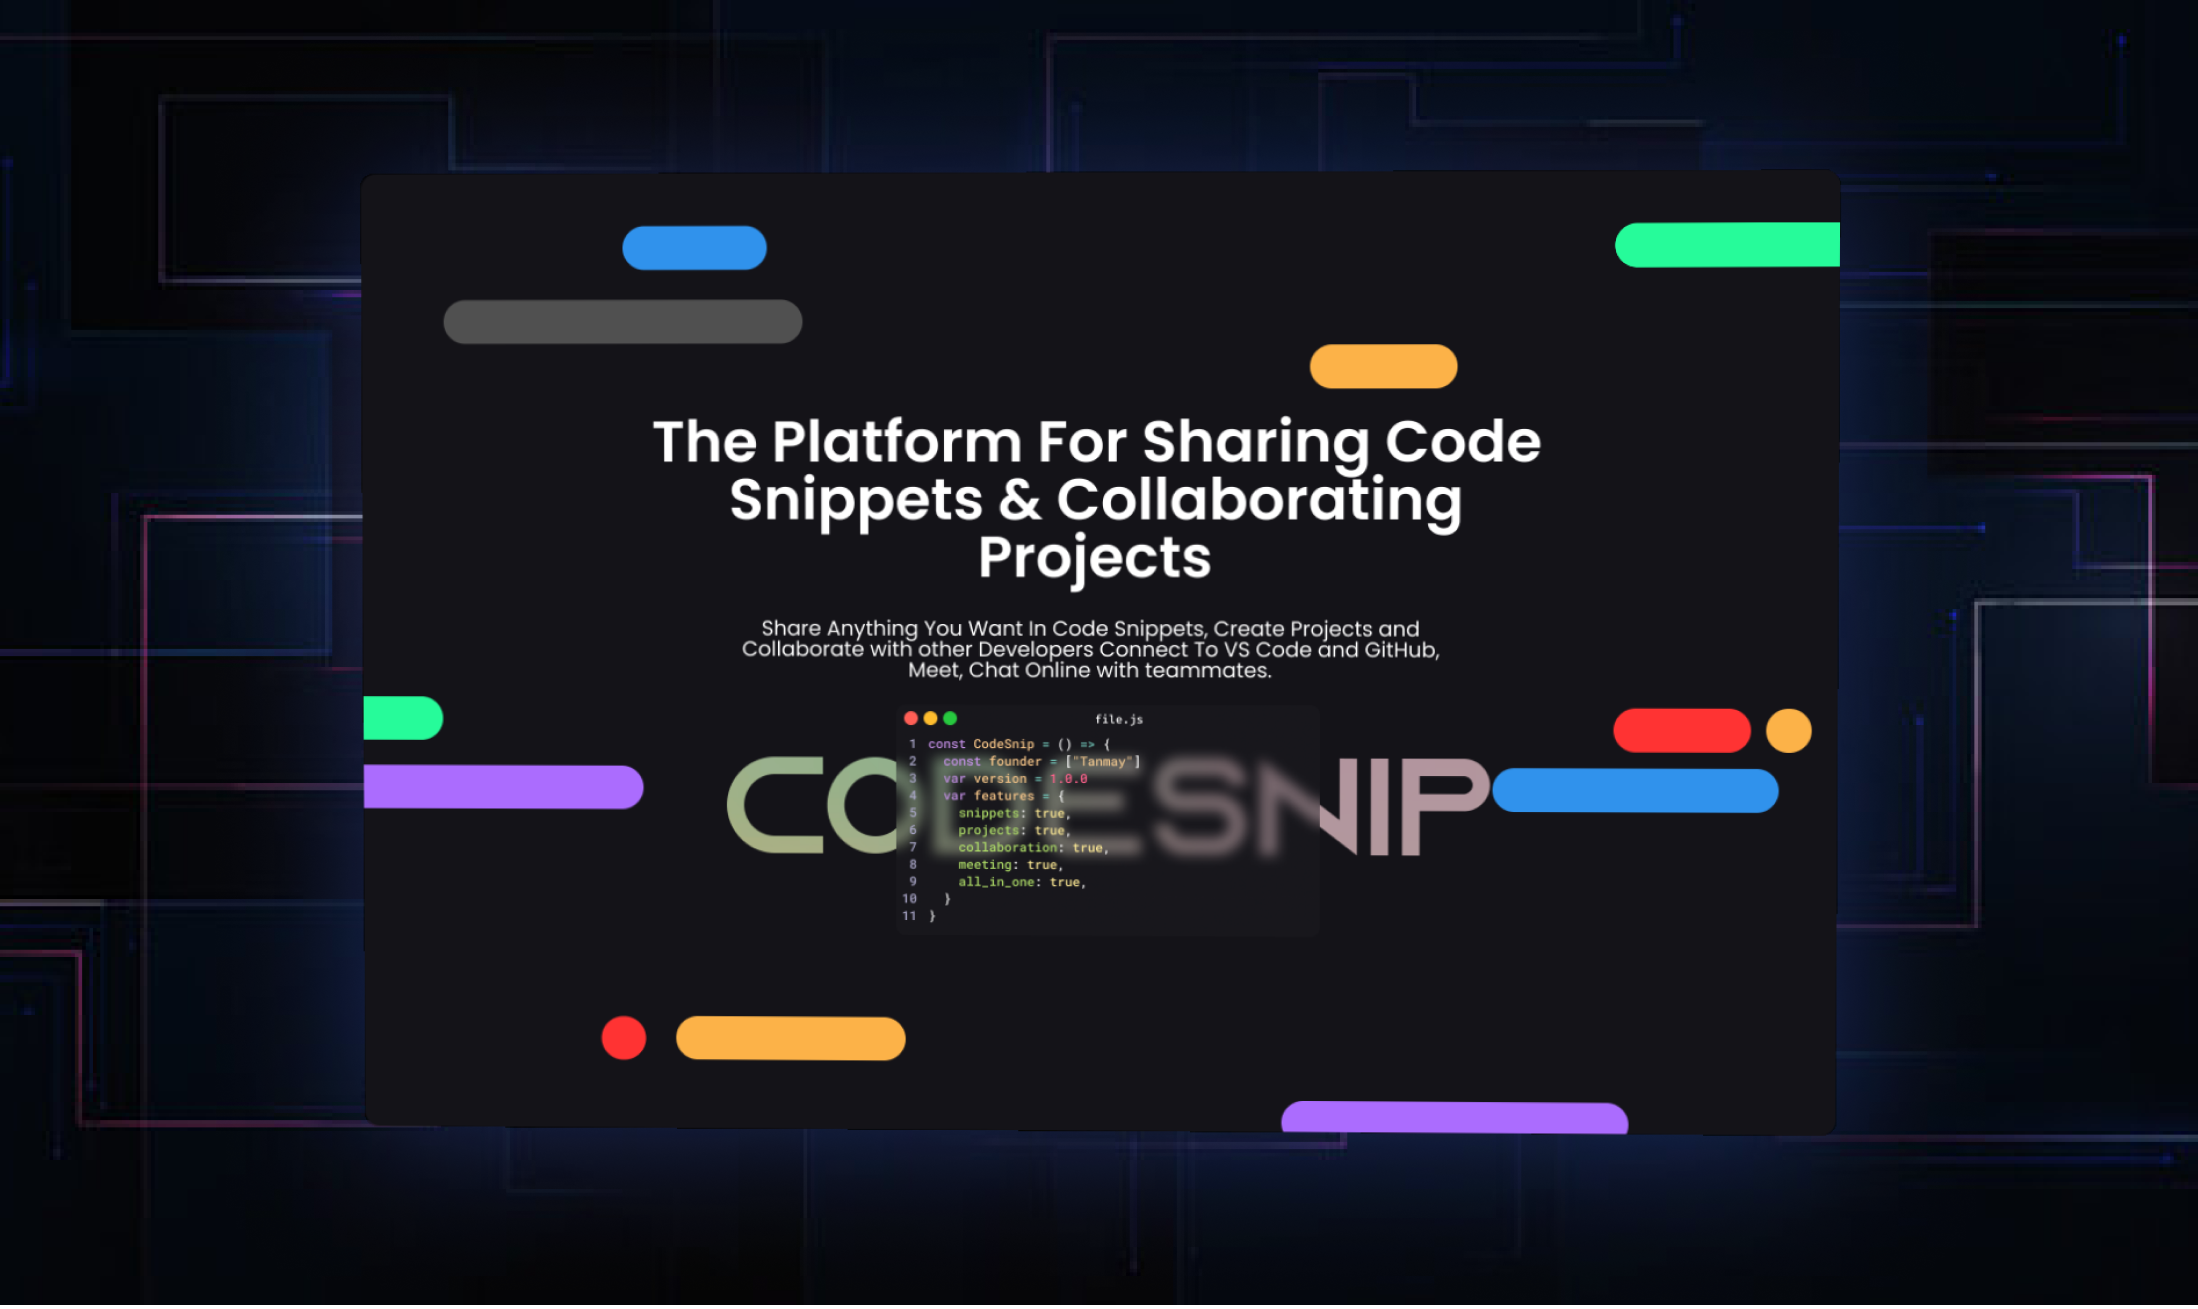 The Platform For Sharing Code
Snippets & Collaborating
Projects
Share Anything You Want In Code Snippets, Create Projects and
Collaborate with other Developers Connect To VS Code and GitHub,
Meet, Chat Online with teammates.
file.js
1 const CodeSnip = () => {
2 const founder = ["Tanmay"]
3 var version = 1.0.0
4 var features = {
5 snippets: true,
6 projects: true,
7 collaboration: true,
8 meeting: true,
9 all_in_one: true,
10 }
11 }
CODESNIP